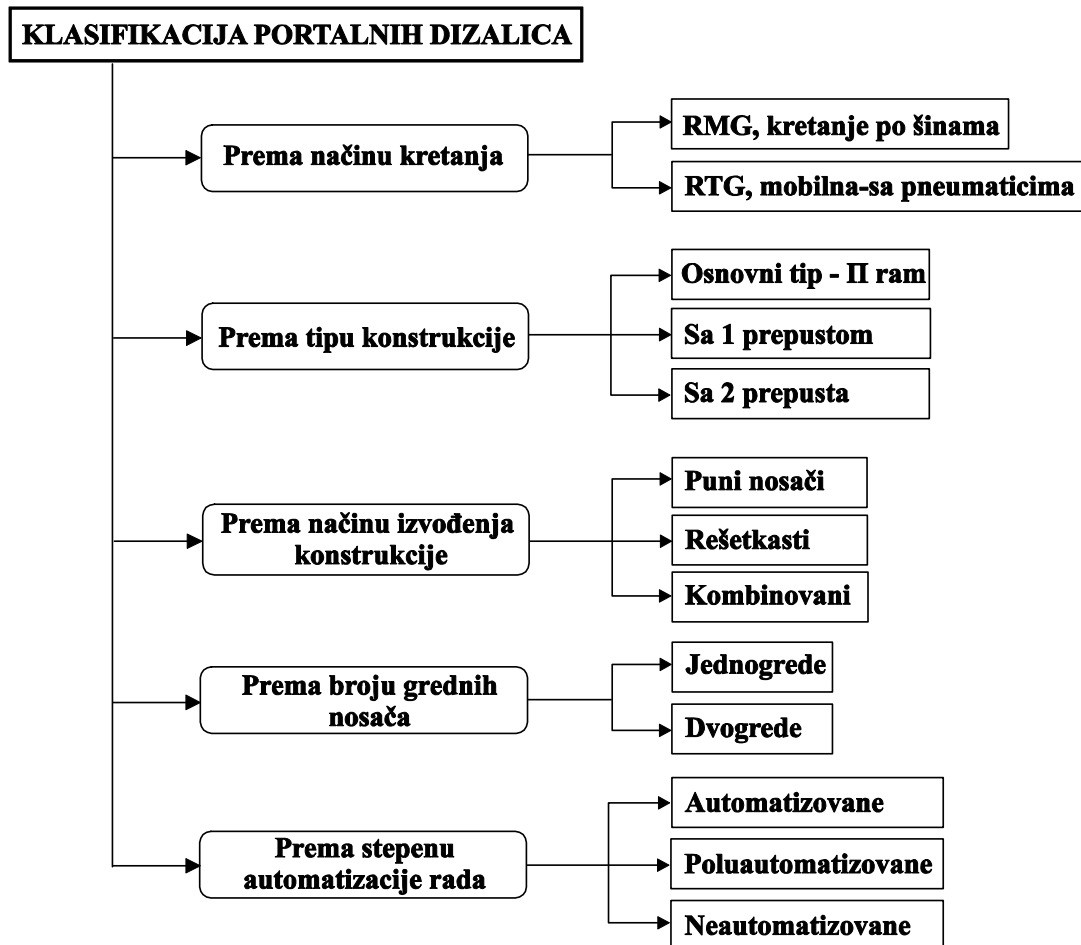 KLASIFIKACIJA PORTALNIH DIZALICA
Prema načinu kretanja
RMG, kretanje po šinama
RTG, mobilna-sa pneumaticima
Prema tipu konstrukcije
Osnovni tip - Π ram
Sa 1 prepustom
Sa 2 prepusta
Prema načinu izvođenja
konstrukcije
Puni nosači
Rešetkasti
Kombinovani
Prema broju grednih
nosača
Jednogrede
Dvogrede
Prema stepenu
automatizacije rada
Automatizovane
Poluautomatizovane
Neautomatizovane